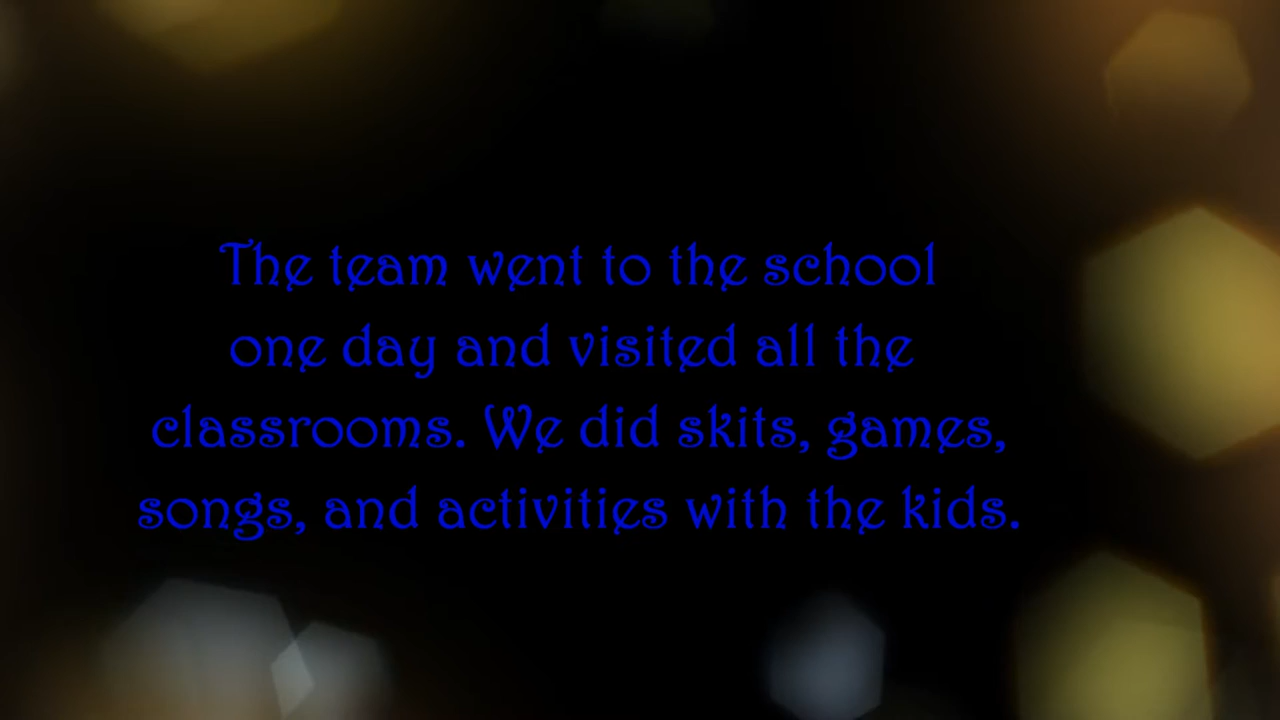 The team went to the school
one day and visited all the
classrooms. We did skits, games,
songs, and activities with the kids.